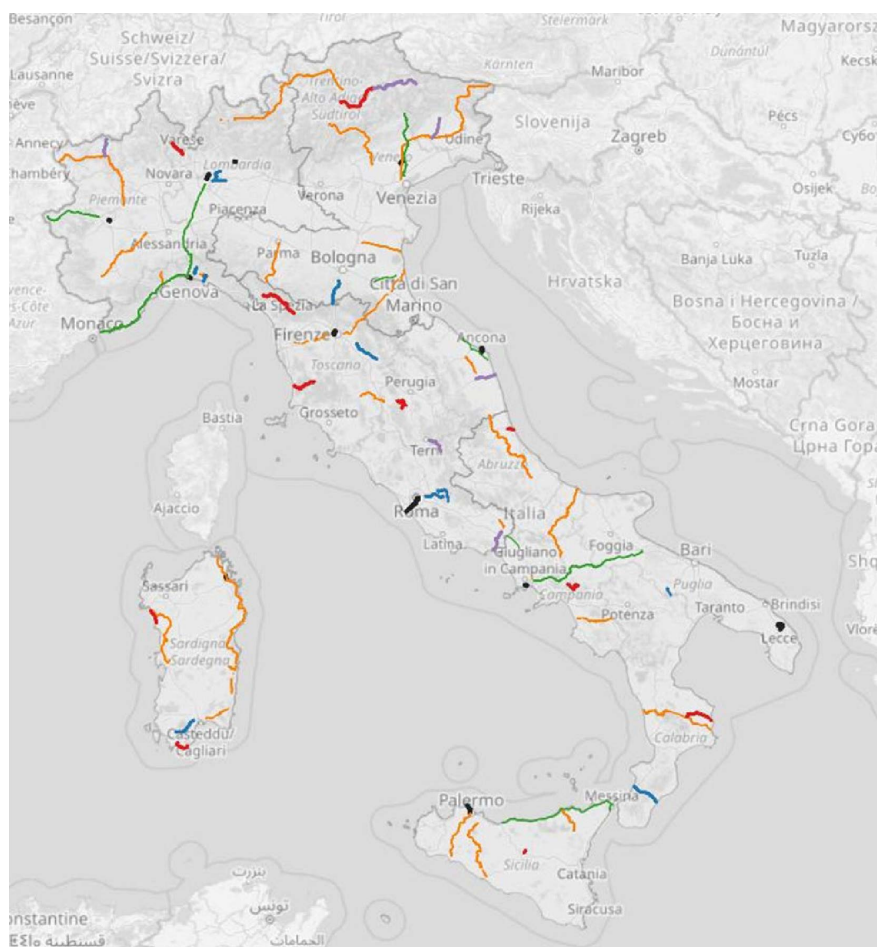 Besançon
Tirol
Steiermark
Magyarorsz
Schweiz/
Suisse/Svizzera/
Svizra
Kärnten
Dunántúl
Kecsk
Lausanne
Maribor
Trentino-
Alto Adige
Südtirol
Pécs
Annecy
Varese
Udine
Slovenija
Zagreb
Chambéry
Lombardia
Veneto
Trieste
Novara
Verona
Venezia
Rijeka
Osijek
Piemonte
Piacenza
Alessandria
Parma
Bologna
Hrvatska
Banja Luka
Tuzla
Genova
Città di San
Marino
Bosna i Hercegovina /
Босна и
Херцеговина
Monaco
La Spezia
Firenze
Ancona
Toscana
Perugia
Mostar
Grosseto
Bastia
Crna Gora
Црна Гор
Terni
Abruzzo
Ajaccio
Roma
Italia
Latina
Foggia
Bari
Giugliano
in Campania
Campania
Puglia
Sassari
Potenza
Taranto
Brindisi
Lecce
Vlorë
Sardigna/
Sardegna
Casteddu/
Cagliari
Calabria
Palermo
Messina
Sicilia
Catania
Siracusa
بنزرت
تونس
الحمامات
onstantine
قسنطينة